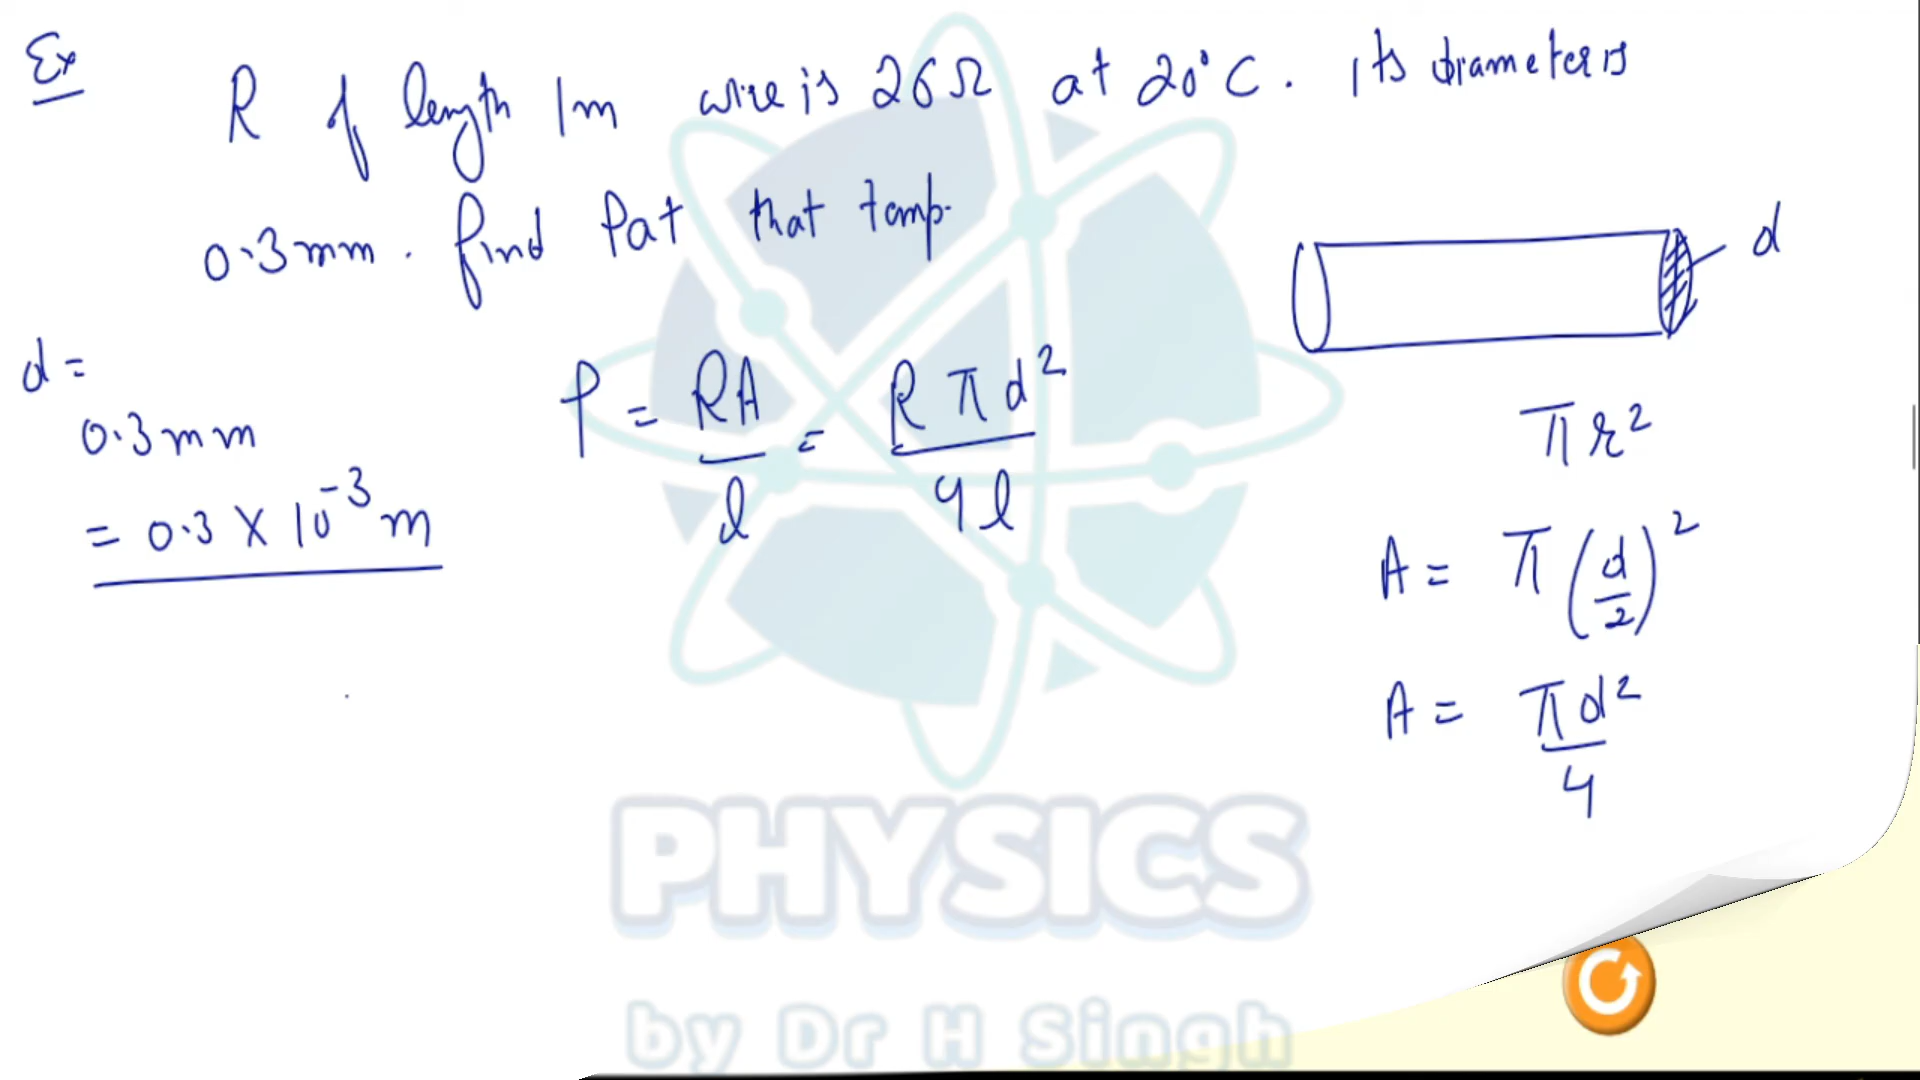 Ex
R of length 1m wire is 26Ω at 20°C. Its diameter is
0.3mm. find ρ at that temp.
d
d =
0.3mm
= 0.3 X 10⁻³ m
ρ = RA/l = Rπd²/4l
πr²
A = π(d/2)²
A = πd²/4
PHYSICS
by Dr H Singh